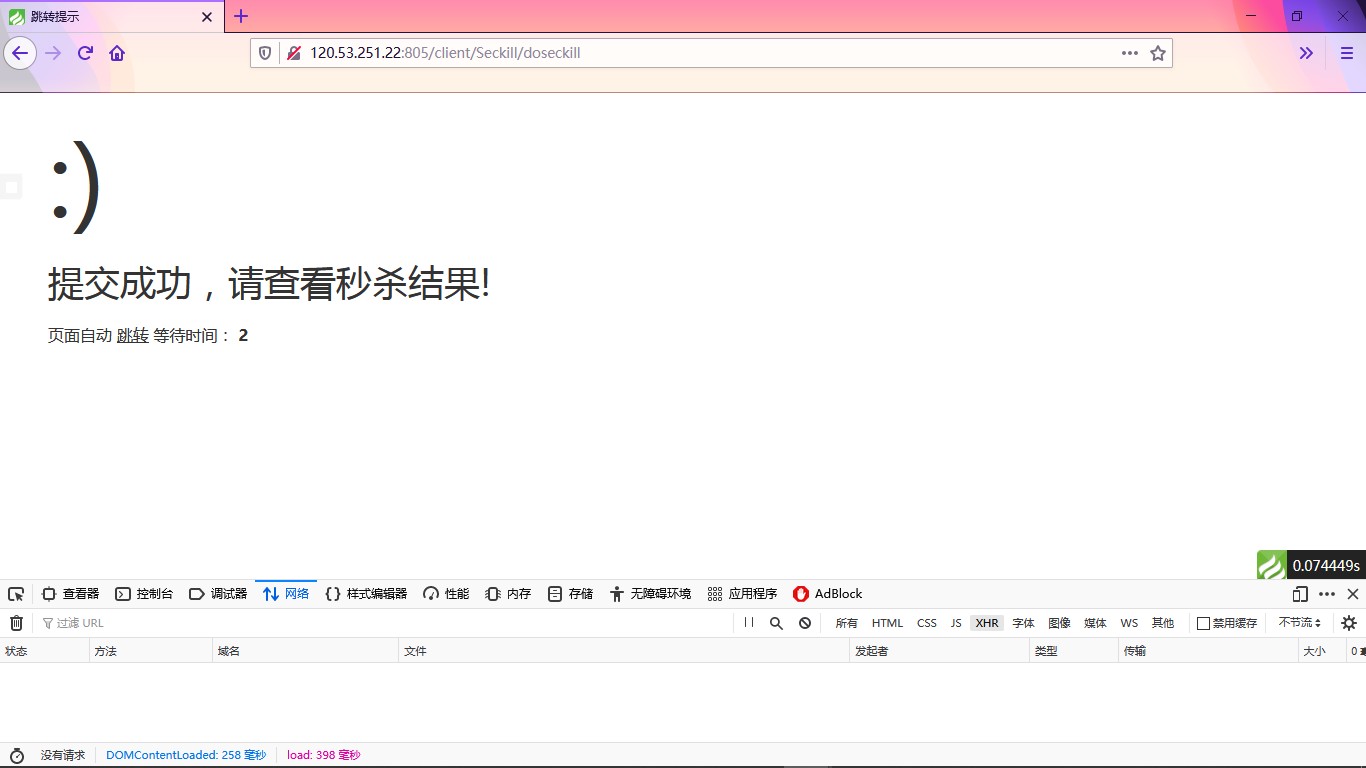 跳转提示
120.53.251.22:805/client/Seckill/doseckill
:)
提交成功，请查看秒杀结果!
页面自动 跳转 等待时间： 2
0.074449s
查看器 控制台 调试器 网络 样式编辑器 性能 内存 存储 无障碍环境 应用程序 AdBlock
过滤 URL 所有 HTML CSS JS XHR 字体 图像 媒体 WS 其他 禁用缓存 不节流
状态 方法 域名 文件 发起者 类型 传输 大小 0
没有请求 DOMContentLoaded: 258 毫秒 load: 398 毫秒